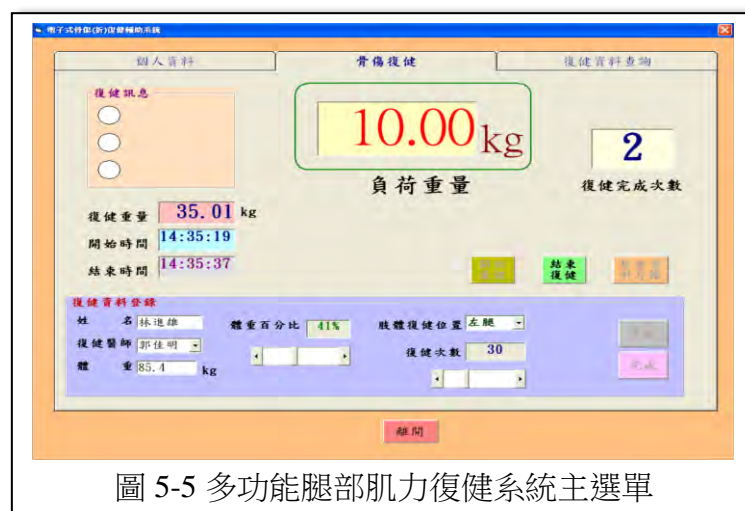 電子式骨傷(折)復健輔助系統
個人資料
骨傷復健
復健資料查詢
復健訊息
10.00 kg
負荷重量
2
復健完成次數
復健重量 35.01 kg
開始時間 14:35:19
結束時間 14:35:37
結束
復健
復健資料登錄
姓 名 林進雄
體重百分比 41%
肢體復健位置 左腿
復健醫師 郭佳明
復健次數 30
體 重 85.4 kg
完成
離開
圖 5-5 多功能腿部肌力復健系統主選單